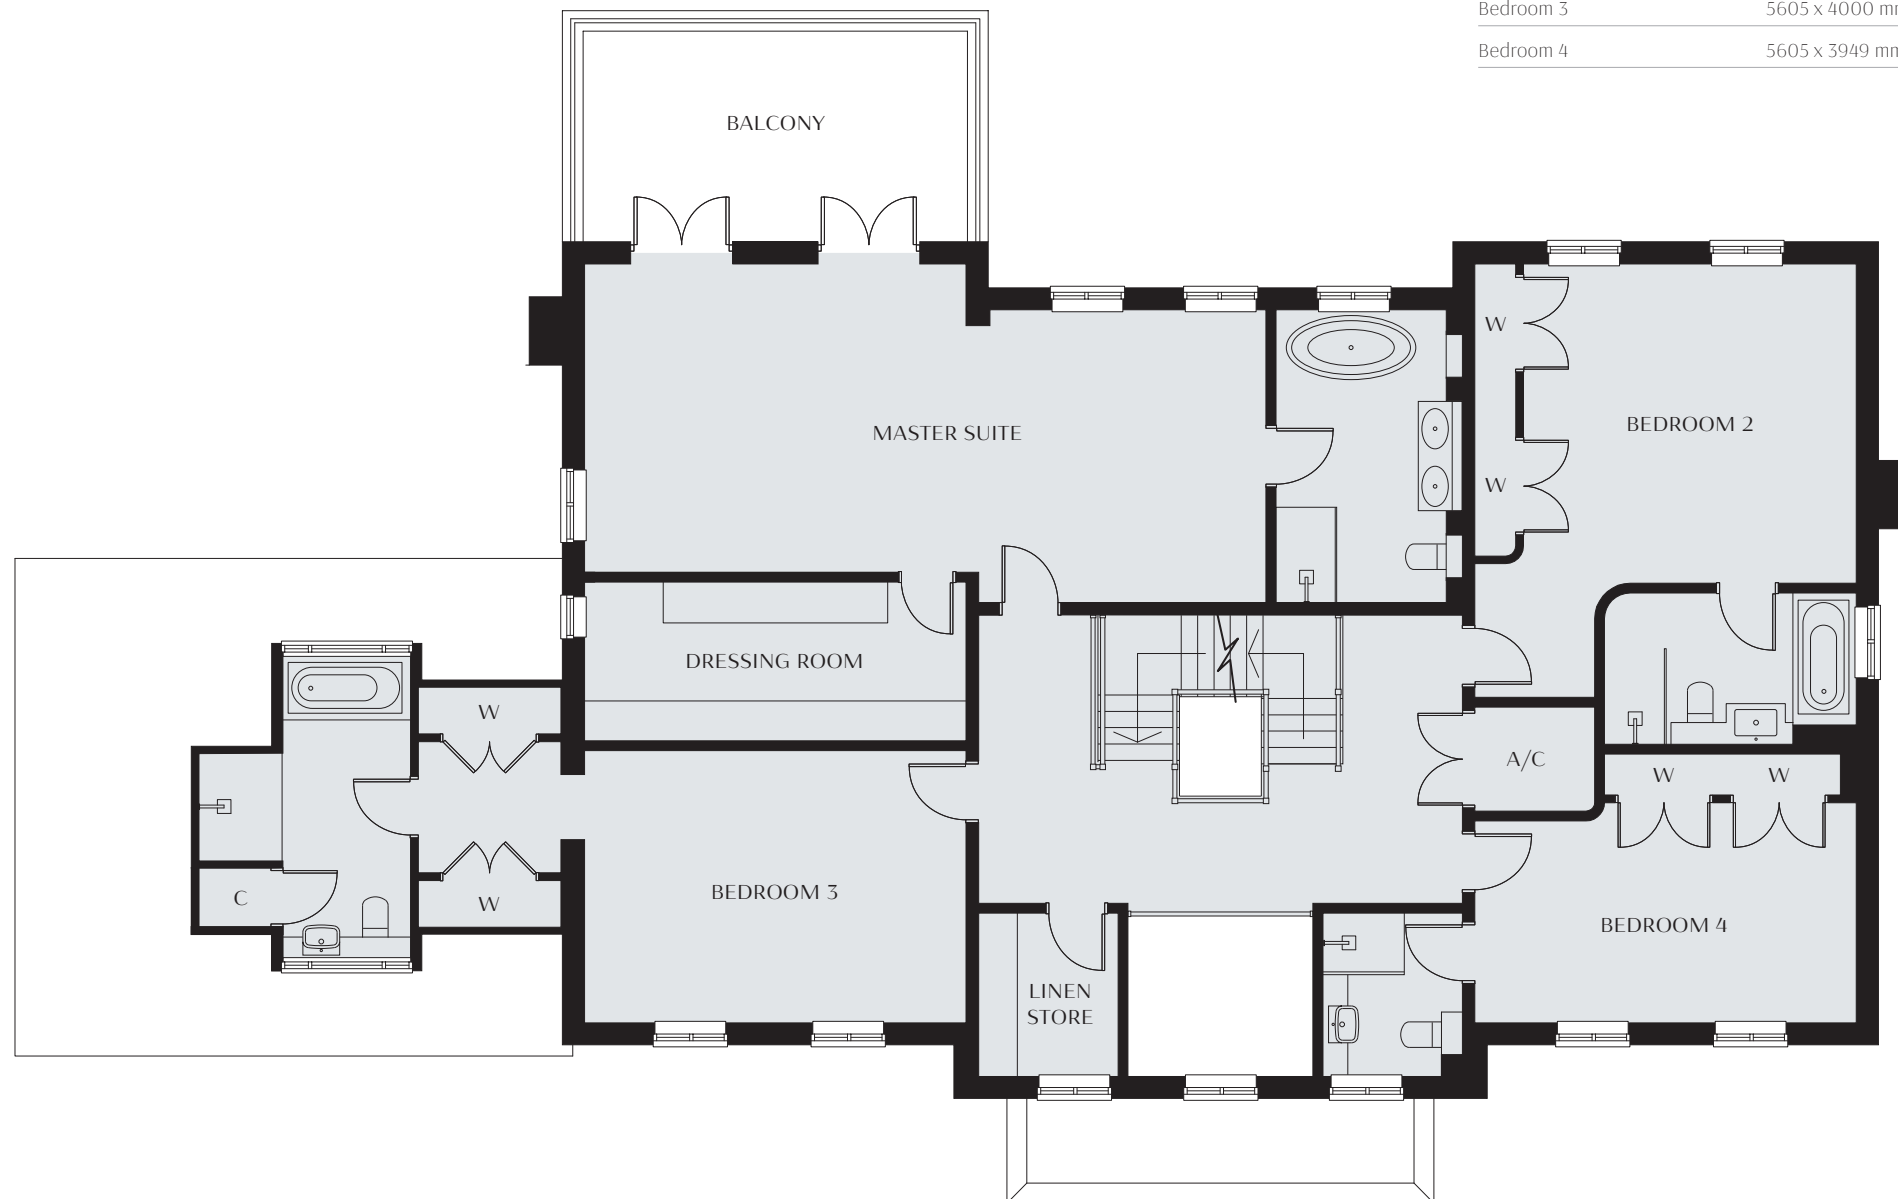 Bedroom 3 5605 x 4000 mm
Bedroom 4 5605 x 3949 mm
BALCONY
MASTER SUITE
W
W
BEDROOM 2
DRESSING ROOM
W
A/C
W
W
BEDROOM 3
C
W
BEDROOM 4
LINEN
STORE